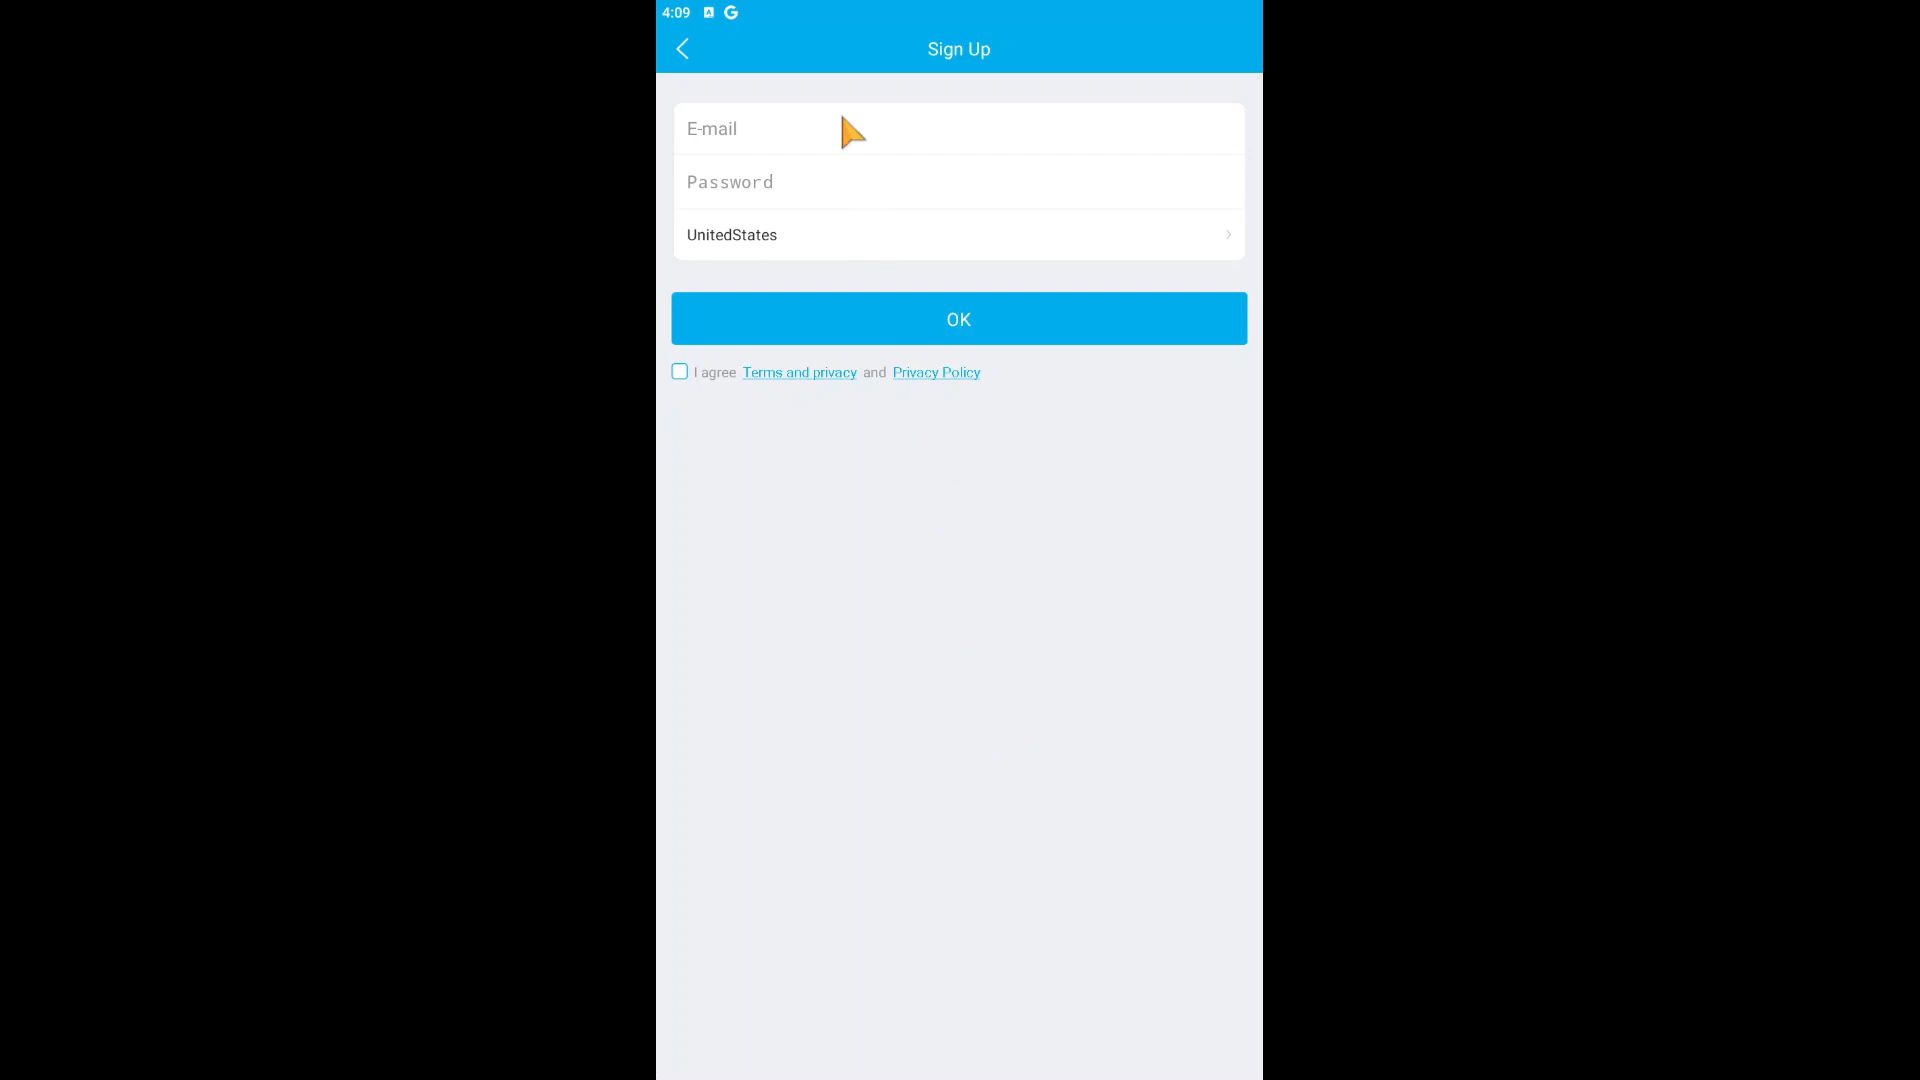 4:09
Sign Up
E-mail
Password
UnitedStates
OK
I agree Terms and privacy and Privacy Policy